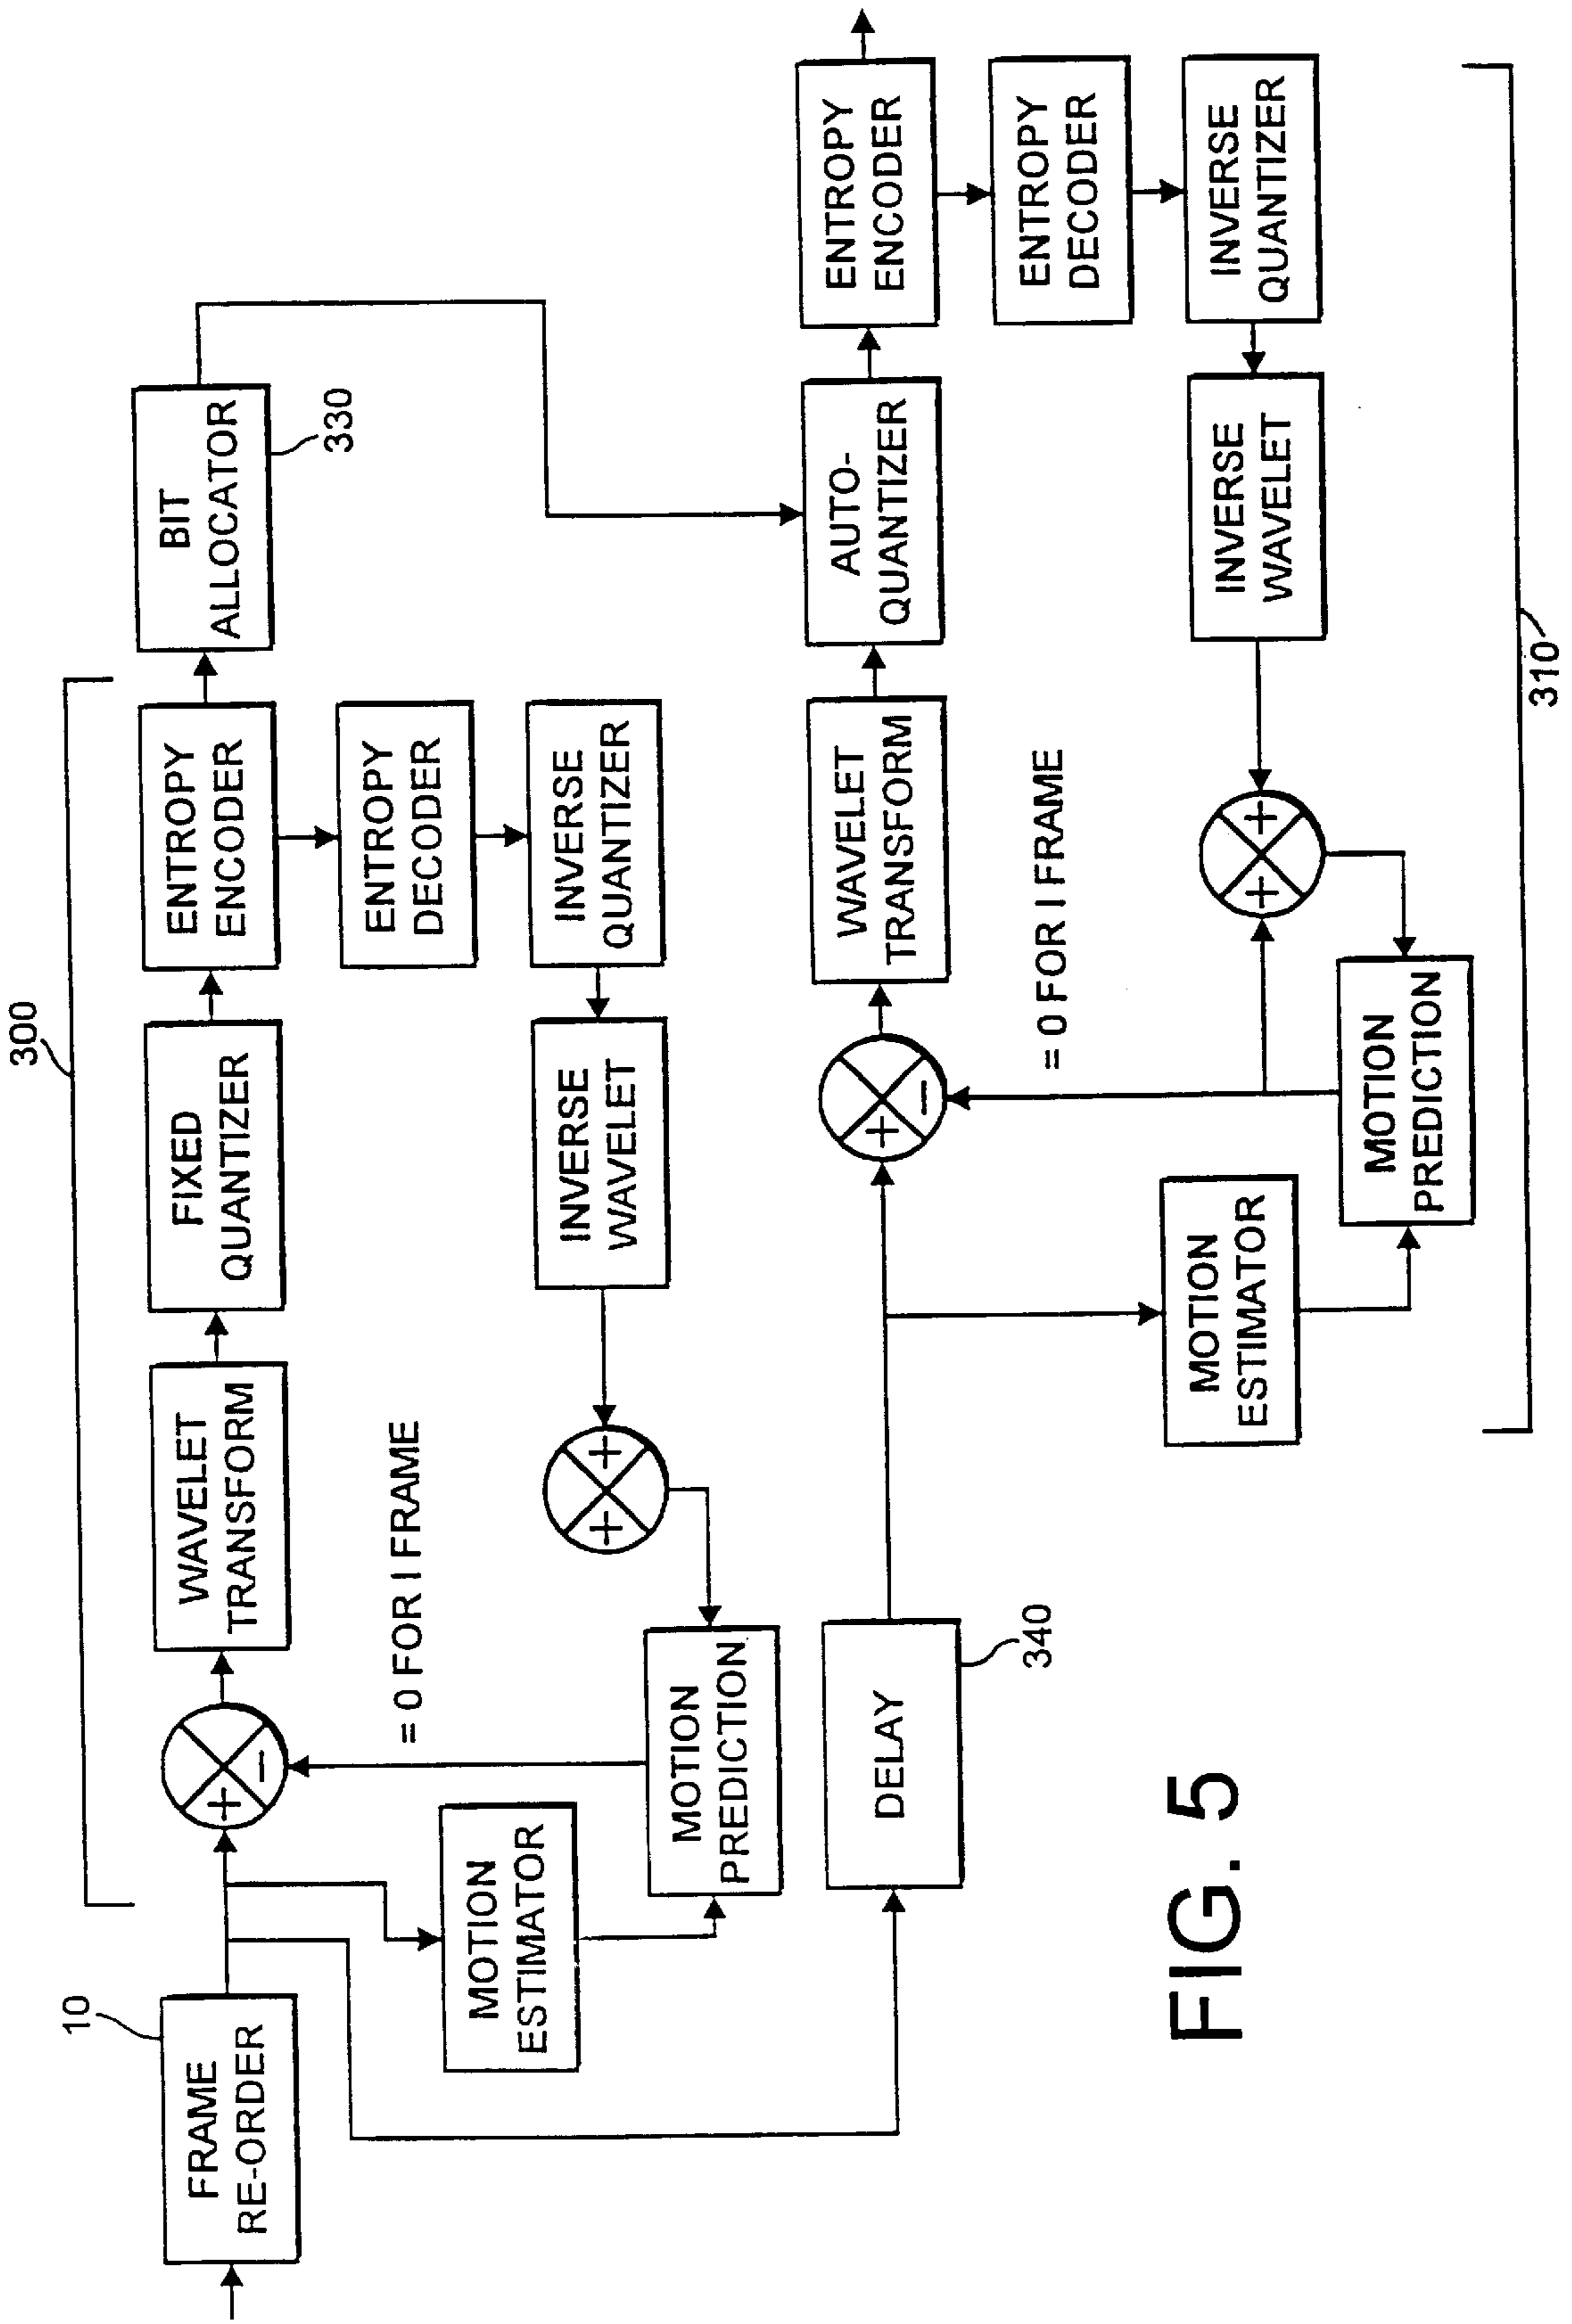 300
10
FRAME
RE-ORDER
+
−
WAVELET
TRANSFORM
FIXED
QUANTIZER
ENTROPY
ENCODER
BIT
ALLOCATOR
330
= 0 FOR I FRAME
ENTROPY
DECODER
MOTION
ESTIMATOR
+
+
INVERSE
WAVELET
INVERSE
QUANTIZER
MOTION
PREDICTION
DELAY
340
+
−
WAVELET
TRANSFORM
AUTO-
QUANTIZER
ENTROPY
ENCODER
= 0 FOR I FRAME
ENTROPY
DECODER
MOTION
ESTIMATOR
+
+
INVERSE
WAVELET
INVERSE
QUANTIZER
MOTION
PREDICTION
310
FIG. 5